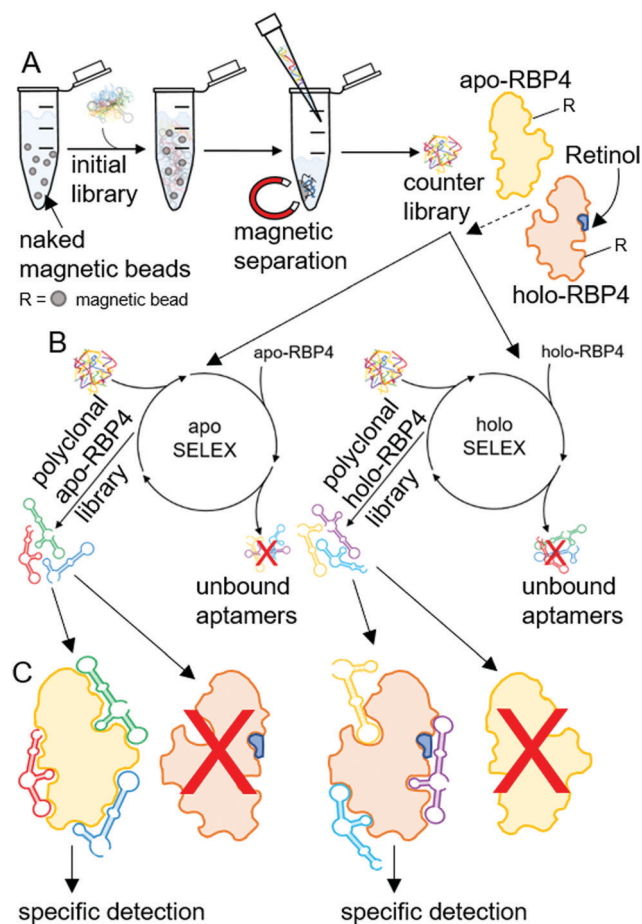 A
initial
library
naked
magnetic beads
R = magnetic bead
magnetic
separation
counter
library
apo-RBP4
R
Retinol
R
holo-RBP4
B
apo-RBP4
apo
SELEX
polyclonal
apo-RBP4
library
unbound
aptamers
holo-RBP4
holo
SELEX
polyclonal
holo-RBP4
library
unbound
aptamers
C
specific detection
specific detection